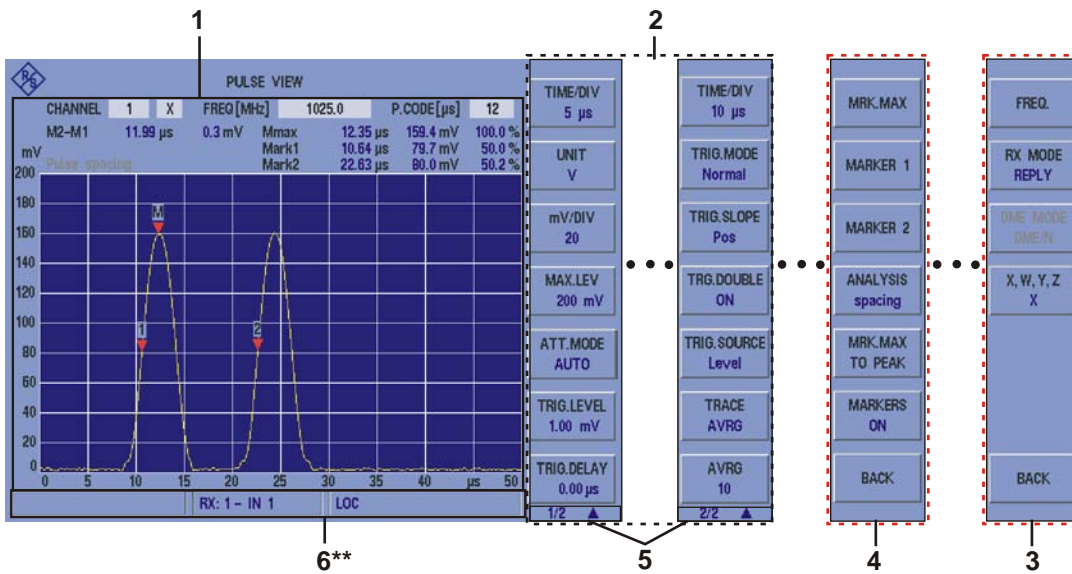 1
2
R&S
PULSE VIEW
CHANNEL 1 X FREQ[MHz] 1025.0 P.CODE[µs] 12
M2-M1 11.99 µs 0.3 mV Mmax 12.35 µs 159.4 mV 100.0 %
Mark1 10.64 µs 79.7 mV 50.0 %
Pulse spacing Mark2 22.63 µs 80.0 mV 50.2 %
mV
200
180
160
140
120
100
80
60
40
20
0
M
1
2
0 5 10 15 20 25 30 35 40 µs 50
RX: 1 - IN 1 LOC
6**
TIME/DIV
5 µs
UNIT
V
mV/DIV
20
MAX.LEV
200 mV
ATT.MODE
AUTO
TRIG.LEVEL
1.00 mV
TRIG.DELAY
0.00 µs
1/2 ▲
TIME/DIV
10 µs
TRIG.MODE
Normal
TRIG.SLOPE
Pos
TRG.DOUBLE
ON
TRIG.SOURCE
Level
TRACE
AVRG
AVRG
10
2/2 ▲
5
MRK.MAX
MARKER 1
MARKER 2
ANALYSIS
spacing
MRK.MAX
TO PEAK
MARKERS
ON
BACK
4
FREQ.
RX MODE
REPLY
DME MODE
DME/N
X, W, Y, Z
X
BACK
3